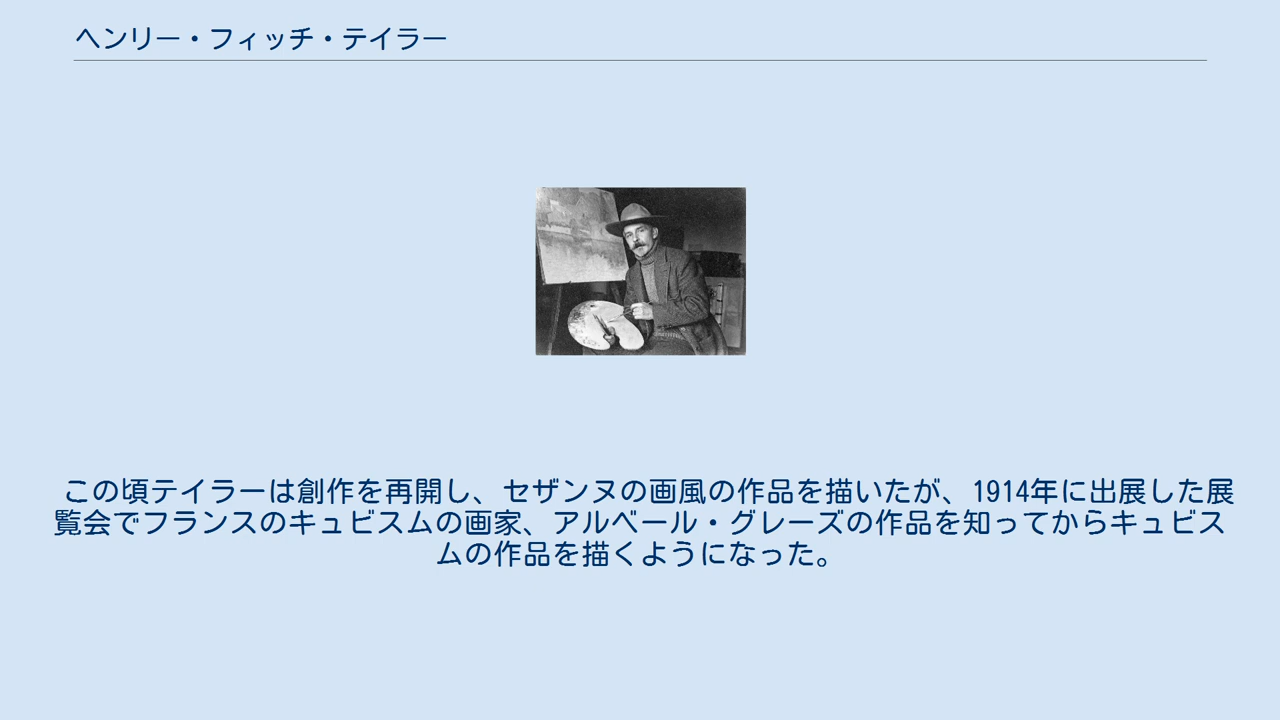 ヘンリー・フィッチ・テイラー
この頃テイラーは創作を再開し、セザンヌの画風の作品を描いたが、1914年に出展した展
覧会でフランスのキュビスムの画家、アルベール・グレーズの作品を知ってからキュビス
ムの作品を描くようになった。